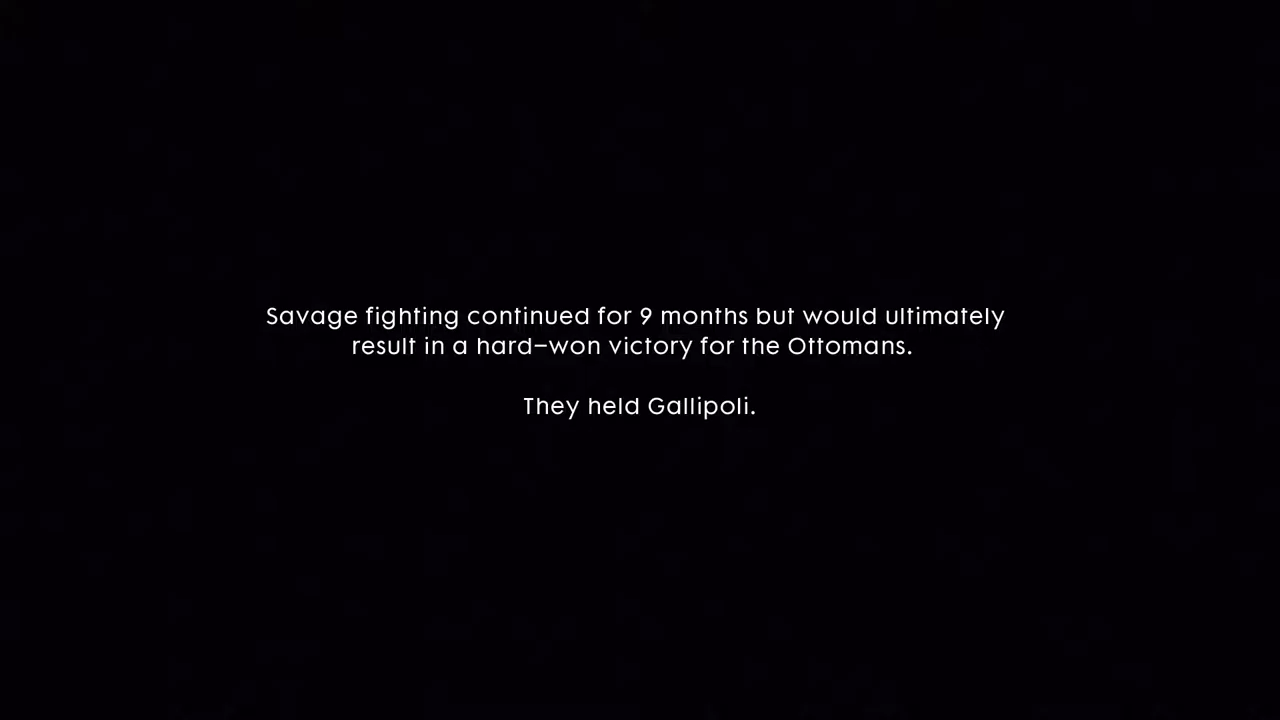 Savage fighting continued for 9 months but would ultimately
result in a hard-won victory for the Ottomans.
They held Gallipoli.